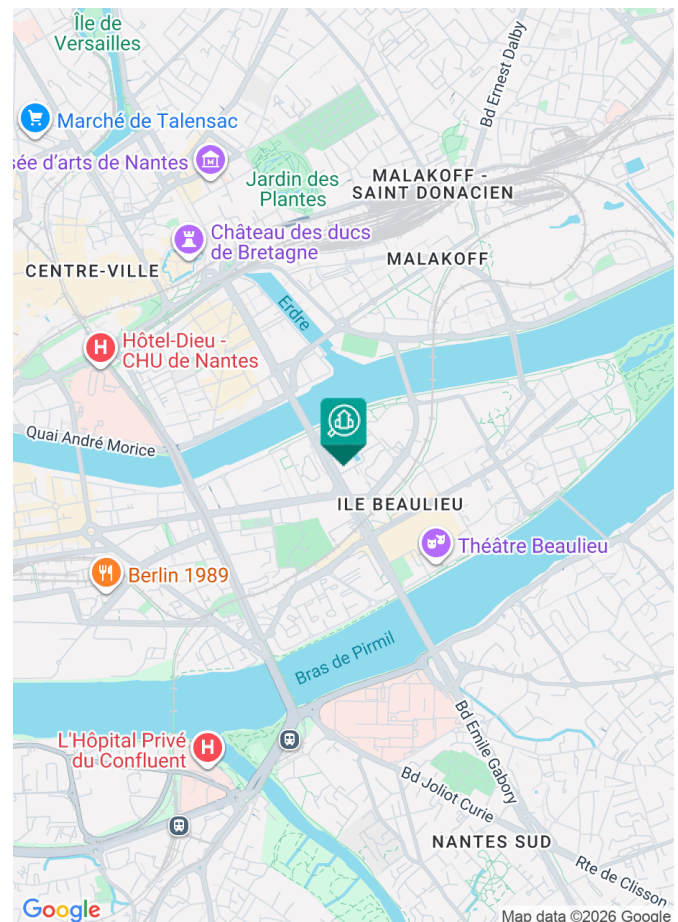 Île de
Versailles
Bd Ernest Dalby
Marché de Talensac
sée d'arts de Nantes
Jardin des
Plantes
MALAKOFF -
SAINT DONACIEN
Château des ducs
de Bretagne
MALAKOFF
CENTRE-VILLE
Erdre
Hôtel-Dieu -
CHU de Nantes
Quai André Morice
ILE BEAULIEU
Théâtre Beaulieu
Berlin 1989
Bras de Pirmil
L'Hôpital Privé
du Confluent
Bd Emile Gabory
Bd Joliot Curie
NANTES SUD
Rte de Clisson
Google
Map data ©2026 Google